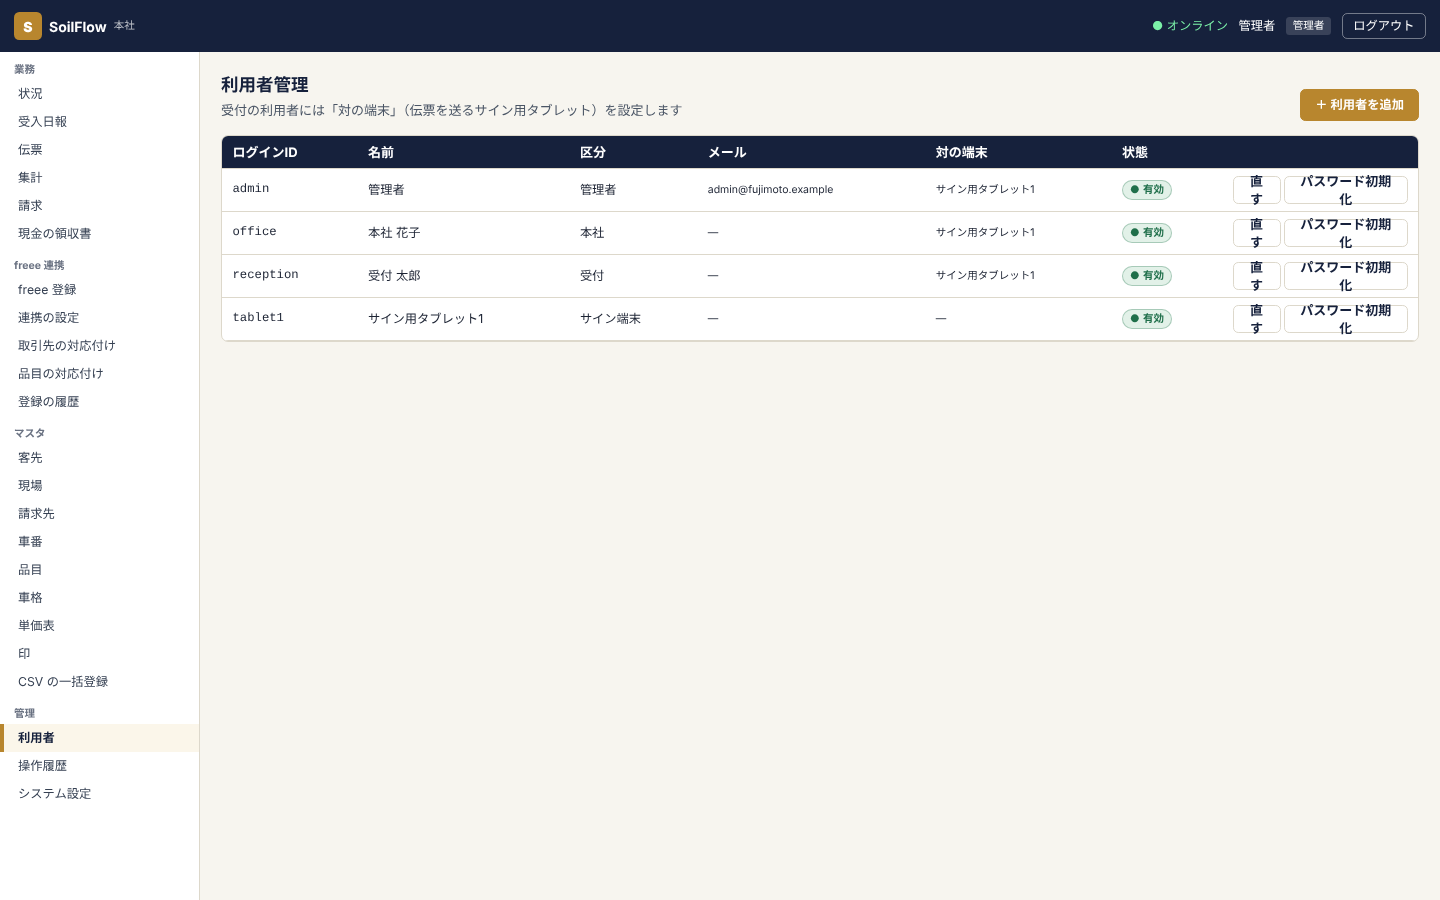 S SoilFlow 本社
オンライン 管理者 管理者 ログアウト
業務
状況
受入日報
伝票
集計
請求
現金の領収書
freee 連携
freee 登録
連携の設定
取引先の対応付け
品目の対応付け
登録の履歴
マスタ
客先
現場
請求先
車番
品目
車格
単価表
印
CSV の一括登録
管理
利用者
操作履歴
システム設定
利用者管理
受付の利用者には「対の端末」（伝票を送るサイン用タブレット）を設定します
＋ 利用者を追加
ログインID 名前 区分 メール 対の端末 状態
admin 管理者 管理者 admin@fujimoto.example サイン用タブレット1 有効 直す パスワード初期化
office 本社 花子 本社 — サイン用タブレット1 有効 直す パスワード初期化
reception 受付 太郎 受付 — サイン用タブレット1 有効 直す パスワード初期化
tablet1 サイン用タブレット1 サイン端末 — — 有効 直す パスワード初期化